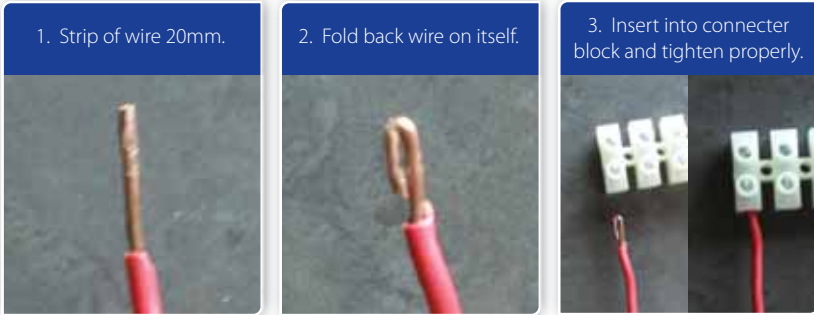 1. Strip of wire 20mm.
2. Fold back wire on itself.
3. Insert into connecter
block and tighten properly.